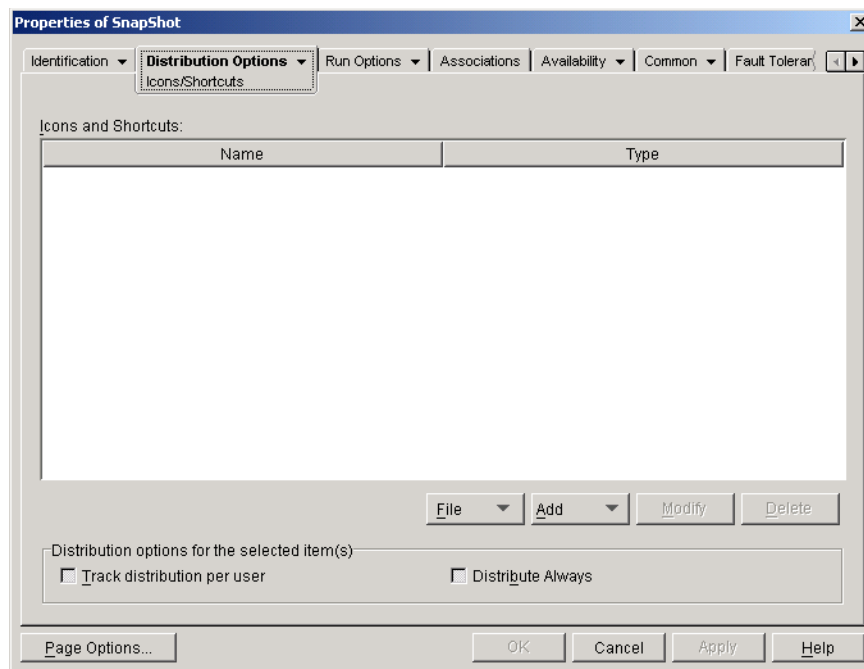 Properties of SnapShot
Identification
Distribution Options
Run Options
Associations
Availability
Common
Icons/Shortcuts
Icons and Shortcuts:
Name
Type
File
Add
Modify
Delete
Distribution options for the selected item(s)
Track distribution per user
Distribute Always
Page Options...
OK
Cancel
Apply
Help